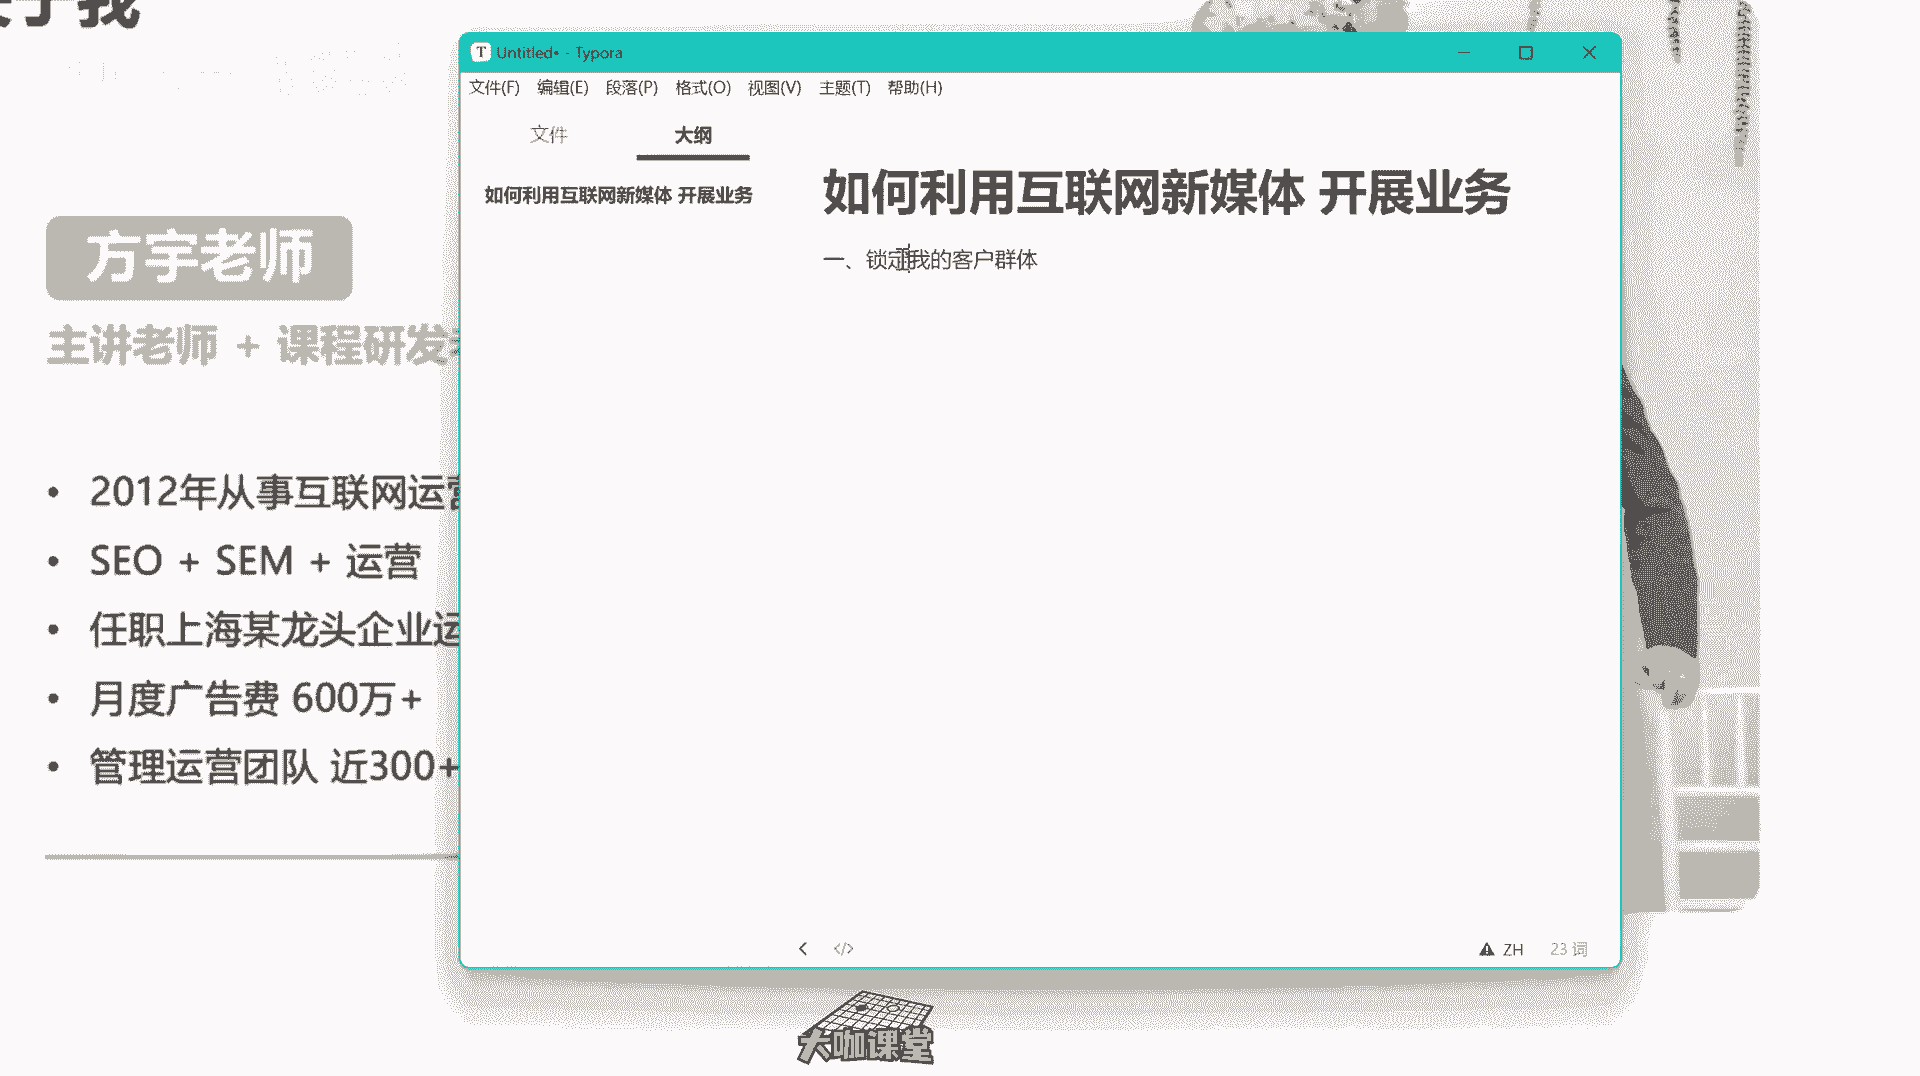 Untitled• - Typora
文件(F) 编辑(E) 段落(P) 格式(O) 视图(V) 主题(T) 帮助(H)
文件 大纲
如何利用互联网新媒体 开展业务
如何利用互联网新媒体 开展业务
一、锁定我的客户群体
方宇老师
主讲老师 + 课程研发
• 2012年从事互联网运营
• SEO + SEM + 运营
• 任职上海某龙头企业运
• 月度广告费 600万+
• 管理运营团队 近300+
</> ZH 23 词
大咖课堂